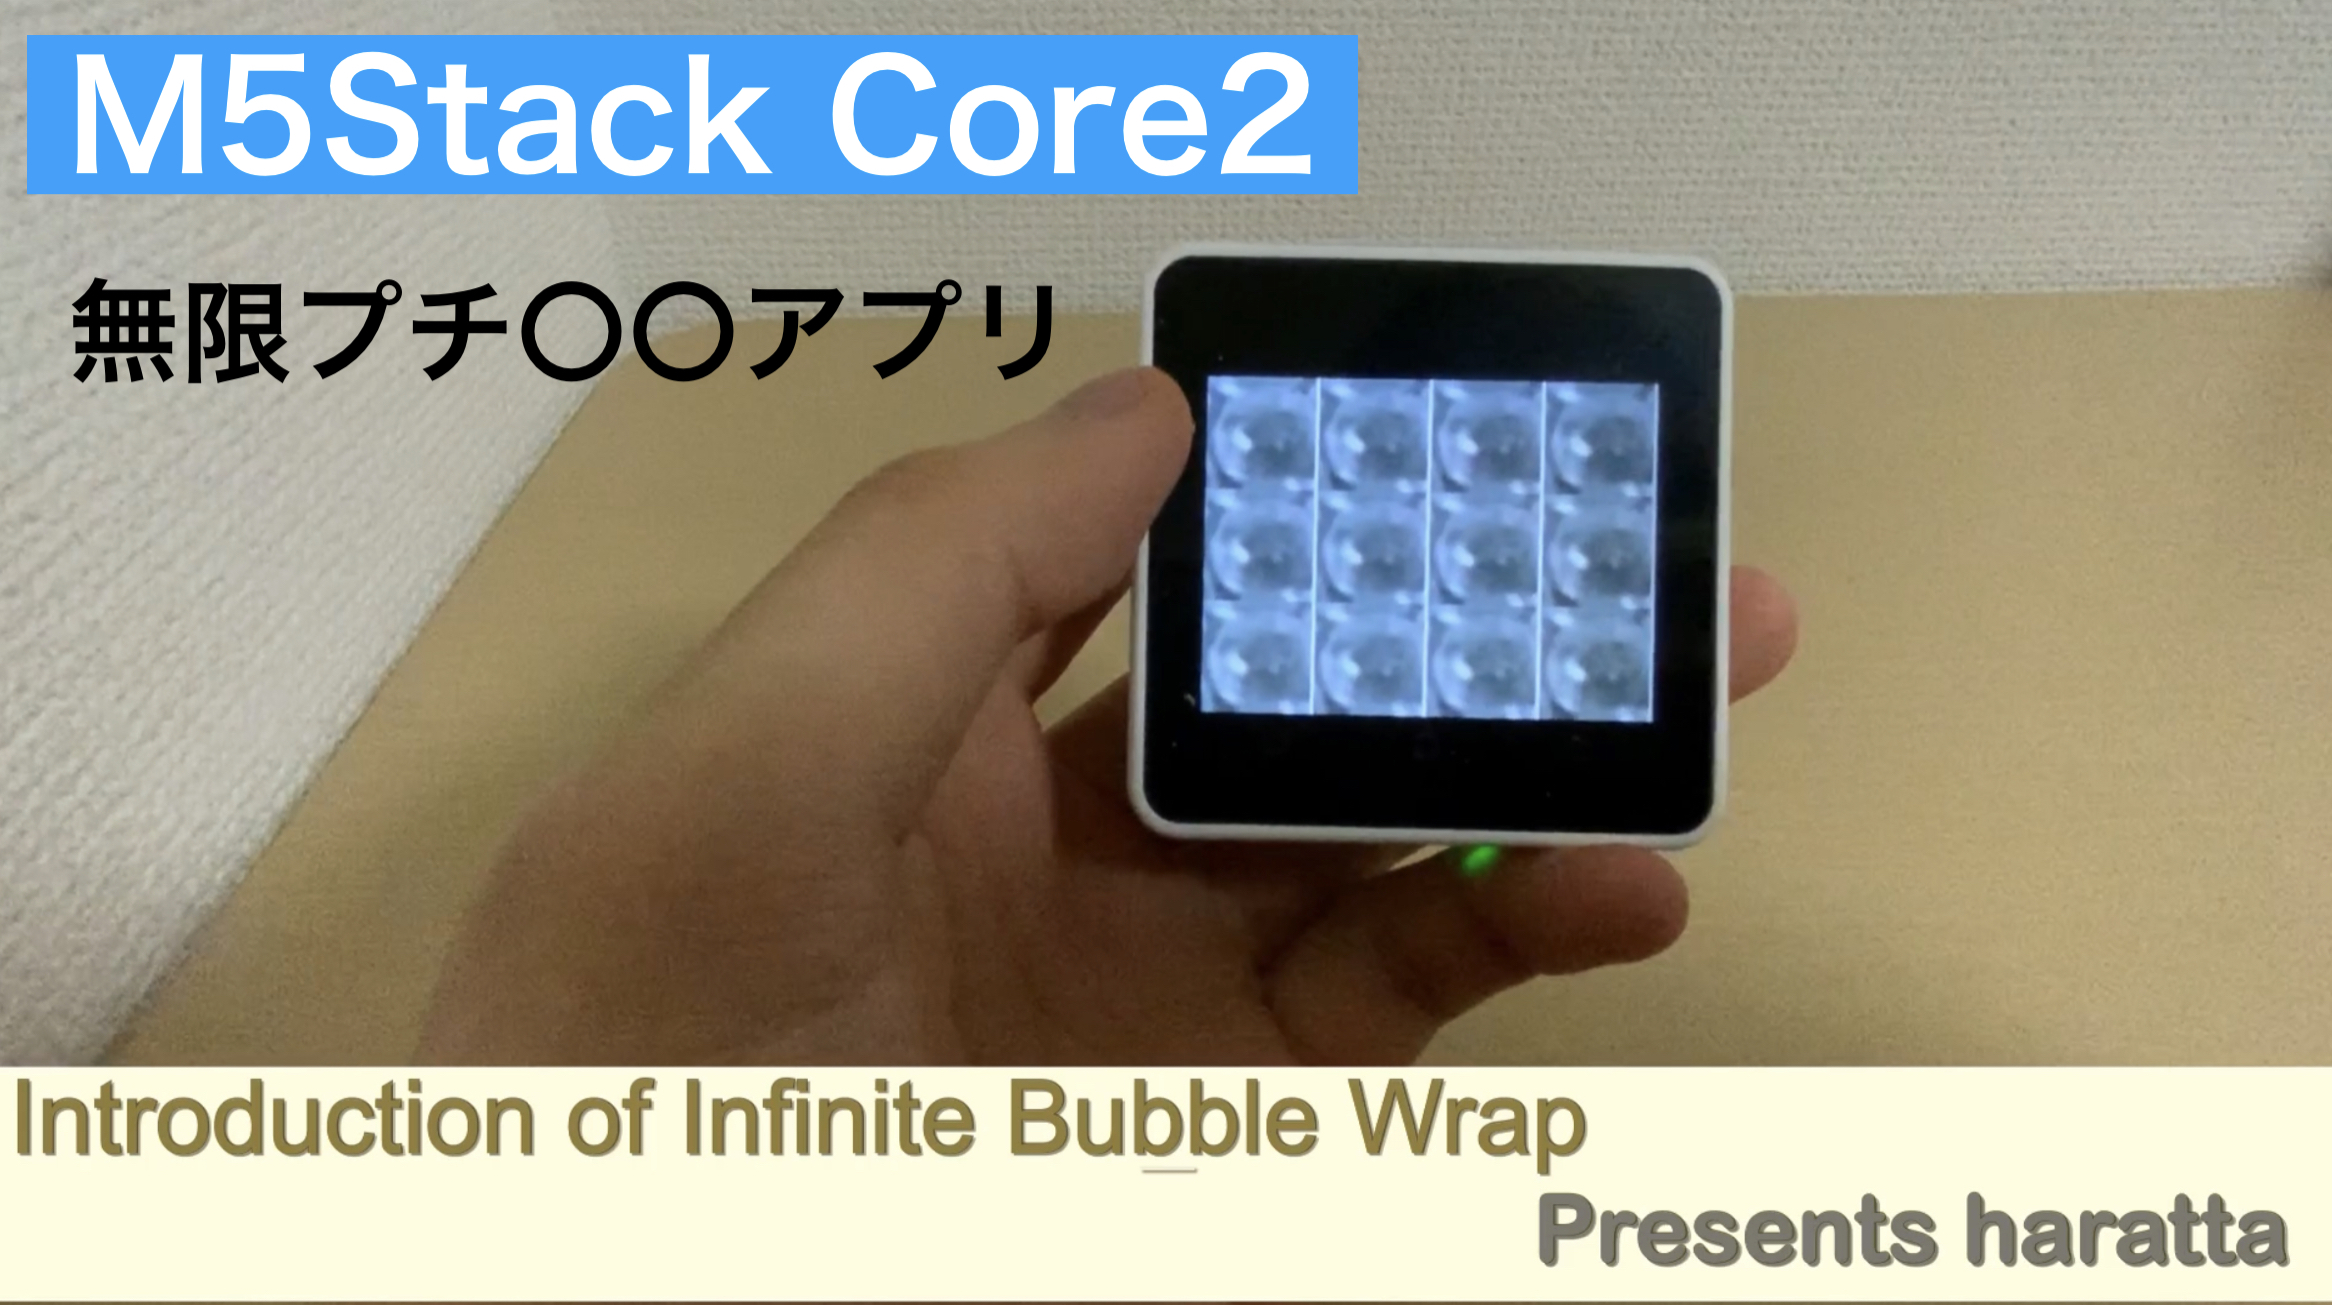 M5Stack Core2
無限プチ〇〇アプリ
Introduction of Infinite Bubble Wrap
Presents haratta